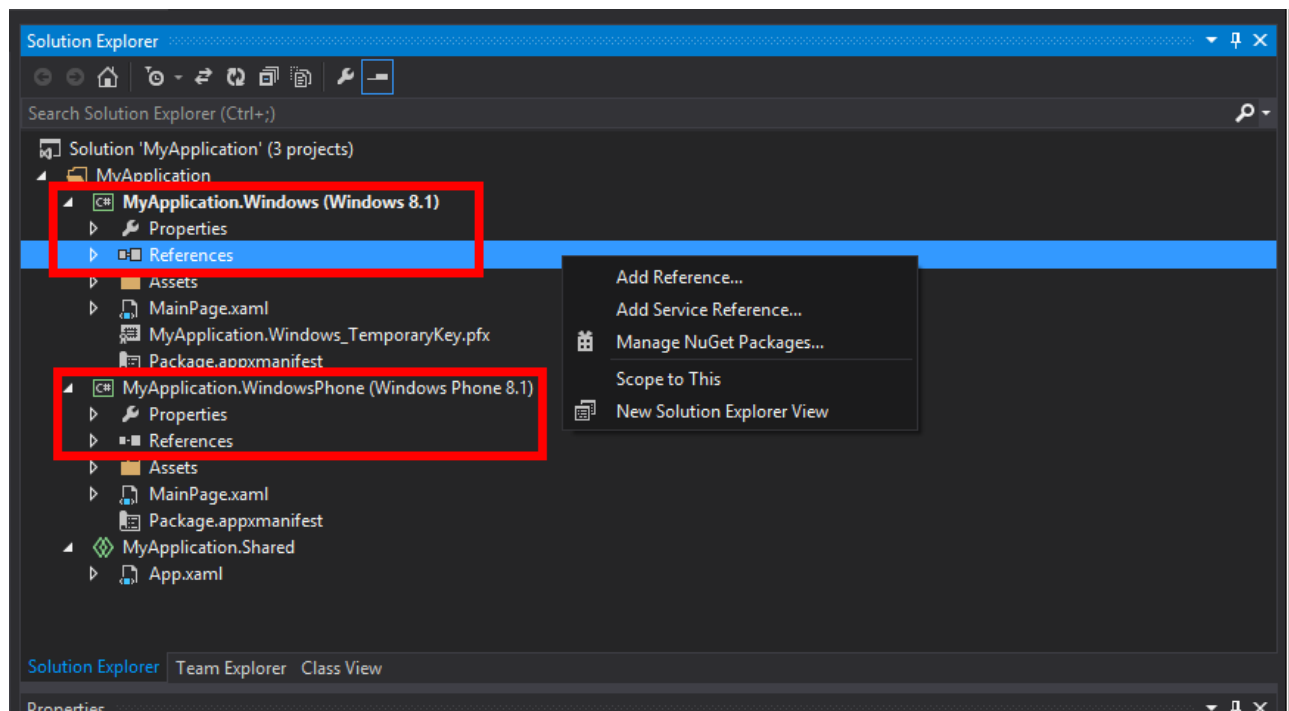 Solution Explorer
Search Solution Explorer (Ctrl+;)
Solution 'MyApplication' (3 projects)
MyApplication
C# MyApplication.Windows (Windows 8.1)
Properties
References
Add Reference...
Assets
Add Service Reference...
MainPage.xaml
MyApplication.Windows_TemporaryKey.pfx
Manage NuGet Packages...
Package.appxmanifest
Scope to This
C# MyApplication.WindowsPhone (Windows Phone 8.1)
New Solution Explorer View
Properties
References
Assets
MainPage.xaml
Package.appxmanifest
MyApplication.Shared
App.xaml
Solution Explorer Team Explorer Class View
Properties